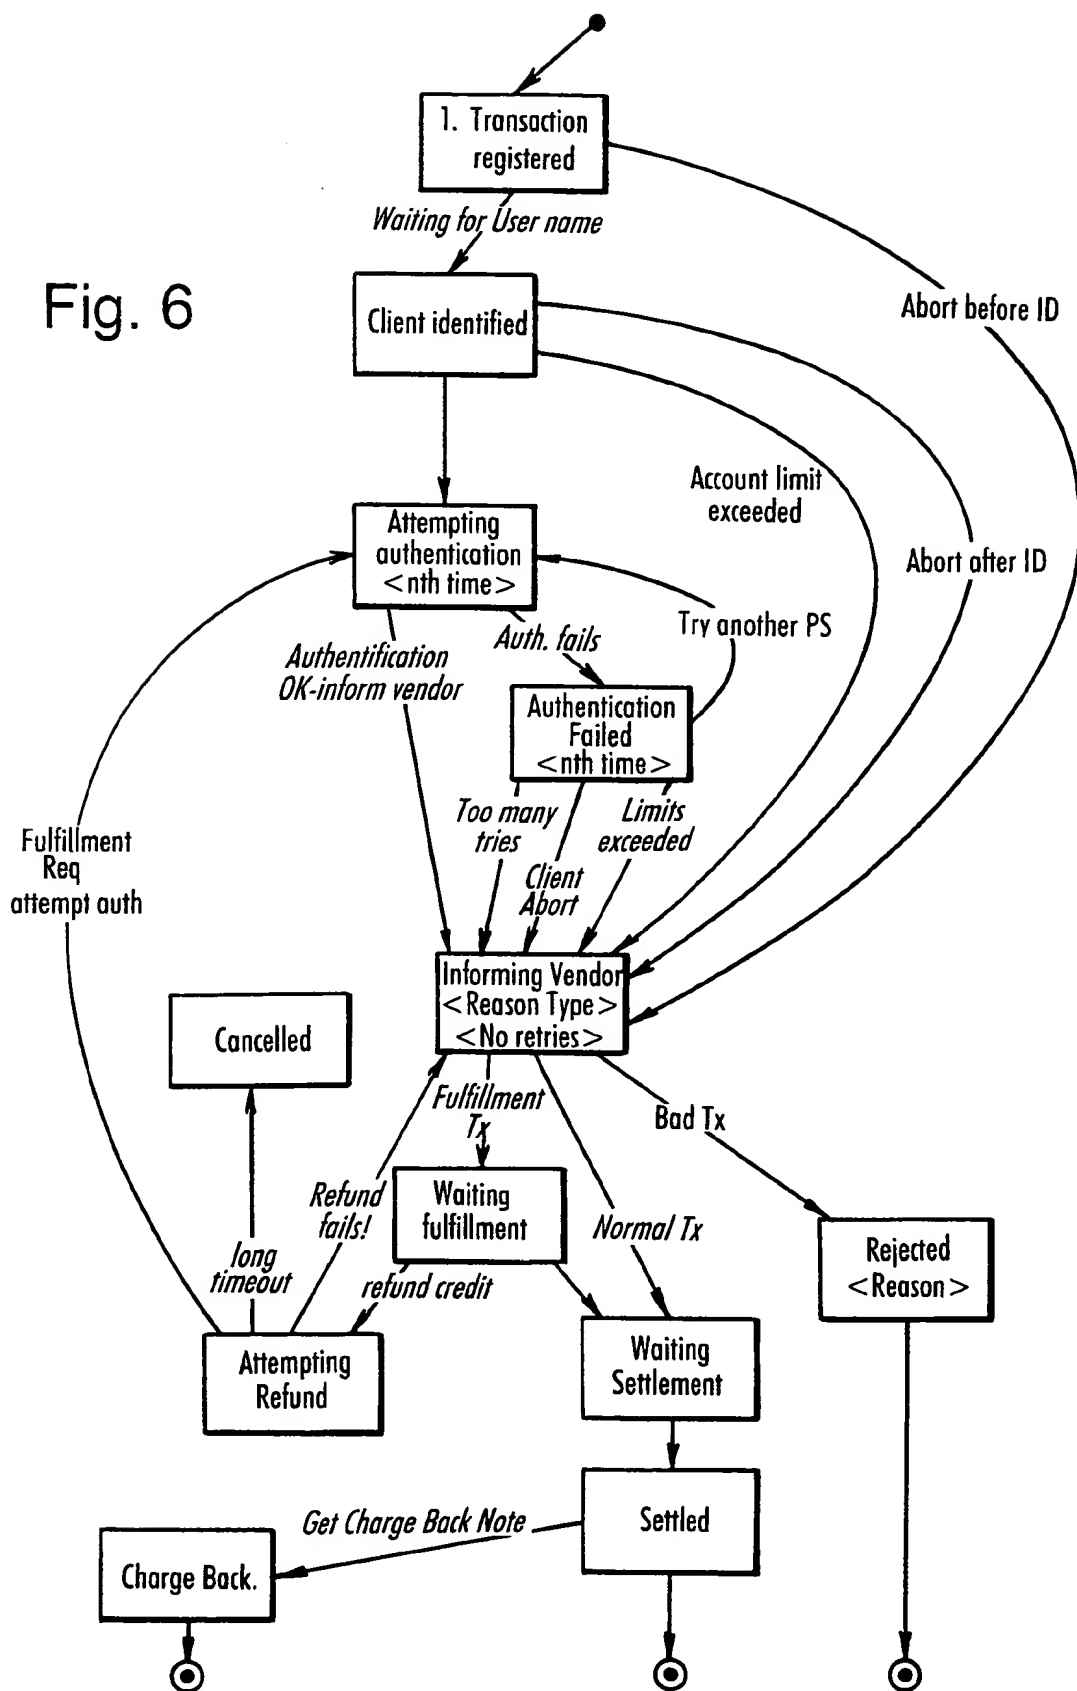 1. Transaction
registered
Waiting for User name
Fig. 6
Client identified
Abort before ID
Account limit
exceeded
Abort after ID
Attempting
authentication
<nth time>
Try another PS
Auth. fails
Authentification
OK-inform vendor
Authentication
Failed
<nth time>
Too many
tries
Limits
exceeded
Client
Abort
Fulfillment
Req
attempt auth
Informing Vendor
<Reason Type>
<No retries>
Cancelled
Fulfillment
Tx
Bad Tx
Refund
fails!
Waiting
fulfillment
Normal Tx
long
timeout
refund credit
Rejected
<Reason>
Attempting
Refund
Waiting
Settlement
Get Charge Back Note
Settled
Charge Back.